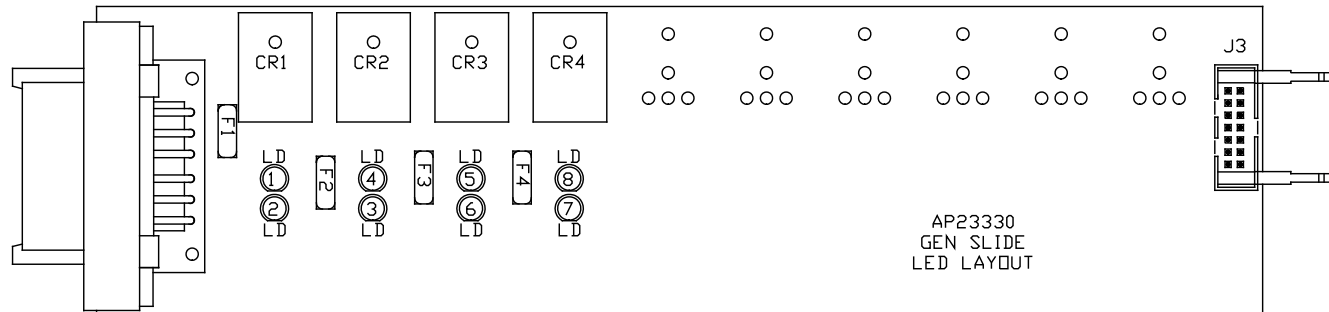 J3
CR1 CR2 CR3 CR4
F1
LD LD LD LD
1 4 5 8
F2 F3 F4
2 3 6 7
LD LD LD LD
AP23330
GEN SLIDE
LED LAYOUT